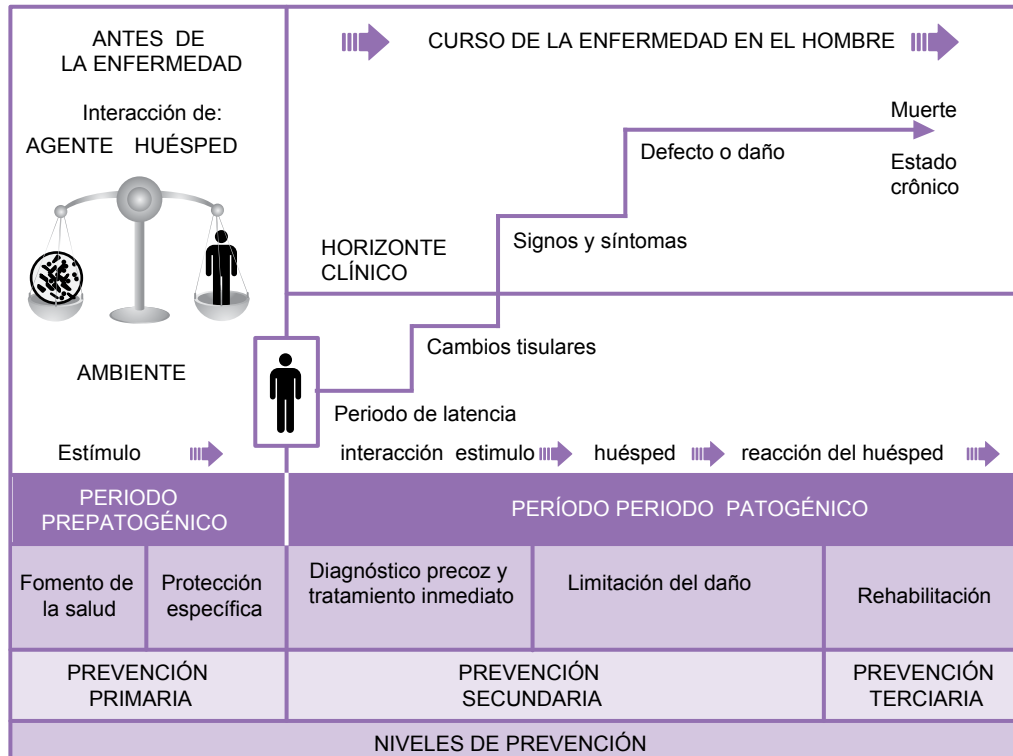 ANTES DE
LA ENFERMEDAD
Interacción de:
AGENTE HUÉSPED
AMBIENTE
Estímulo
CURSO DE LA ENFERMEDAD EN EL HOMBRE
Muerte
Defecto o daño
Estado
crônico
Signos y síntomas
HORIZONTE
CLÍNICO
Cambios tisulares
Periodo de latencia
interacción estimulo huésped reacción del huésped
PERIODO
PREPATOGÉNICO
PERÍODO PERIODO PATOGÉNICO
Fomento de
la salud
Protección
específica
Diagnóstico precoz y
tratamiento inmediato
Limitación del daño
Rehabilitación
PREVENCIÓN
PRIMARIA
PREVENCIÓN
SECUNDARIA
PREVENCIÓN
TERCIARIA
NIVELES DE PREVENCIÓN